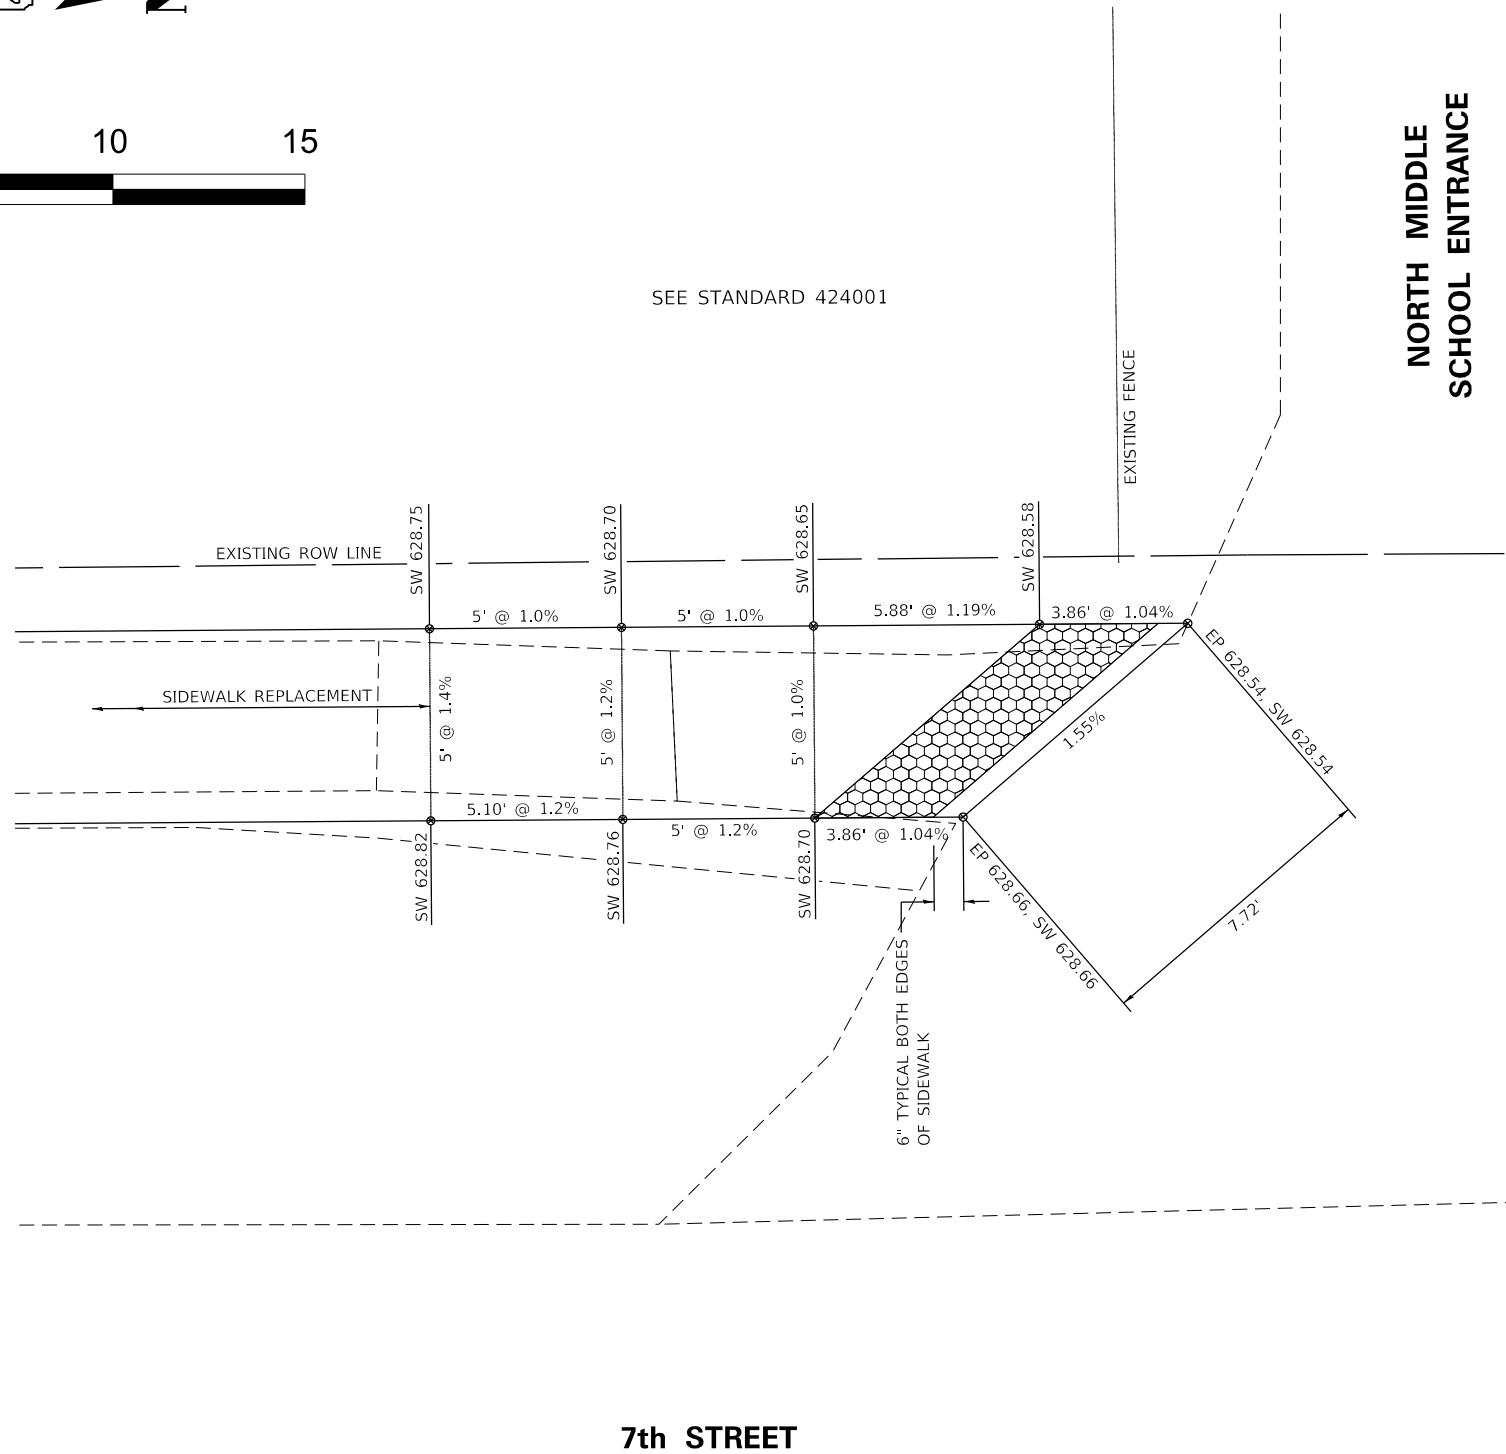 10 15
NORTH MIDDLE
SCHOOL ENTRANCE
SEE STANDARD 424001
EXISTING FENCE
EXISTING ROW LINE
SW 628.75
SW 628.70
SW 628.65
SW 628.58
5' @ 1.0%
5' @ 1.0%
5.88' @ 1.19%
3.86' @ 1.04%
SIDEWALK REPLACEMENT
5' @ 1.4%
5' @ 1.2%
5' @ 1.0%
1.55%
EP 628.54, SW 628.54
5.10' @ 1.2%
5' @ 1.2%
3.86' @ 1.04%
SW 628.82
SW 628.76
SW 628.70
EP 628.66, SW 628.66
7.72'
6" TYPICAL BOTH EDGES
OF SIDEWALK
7th STREET